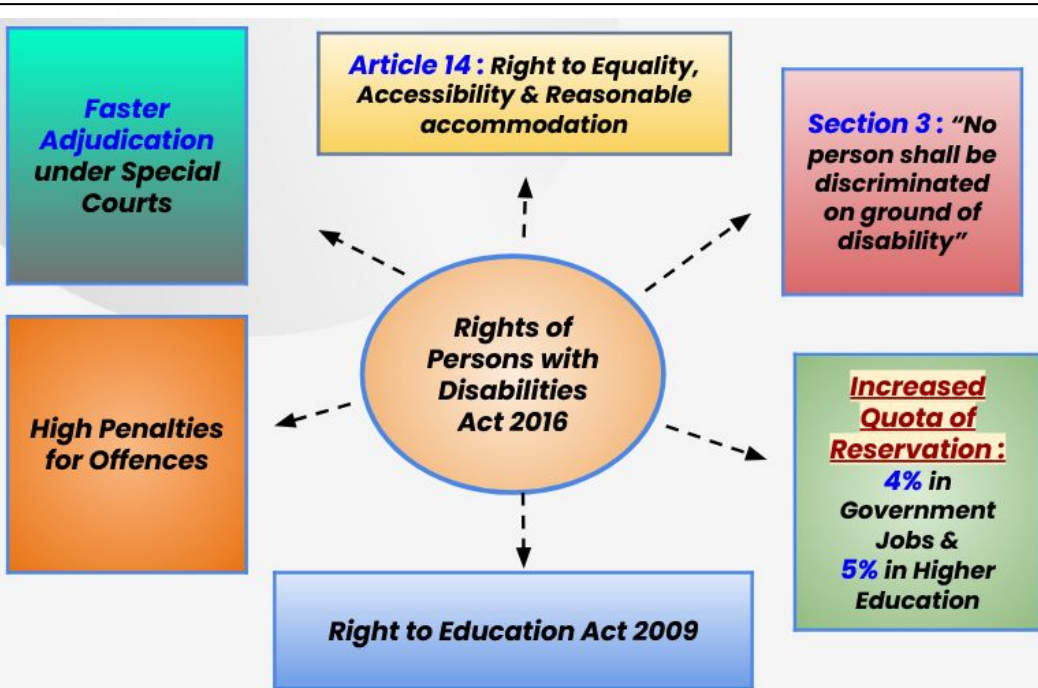 Faster
Adjudication
under Special
Courts
Article 14 : Right to Equality,
Accessibility & Reasonable
accommodation
Section 3 : “No
person shall be
discriminated
on ground of
disability”
Rights of
Persons with
Disabilities
Act 2016
High Penalties
for Offences
Increased
Quota of
Reservation :
4% in
Government
Jobs &
5% in Higher
Education
Right to Education Act 2009